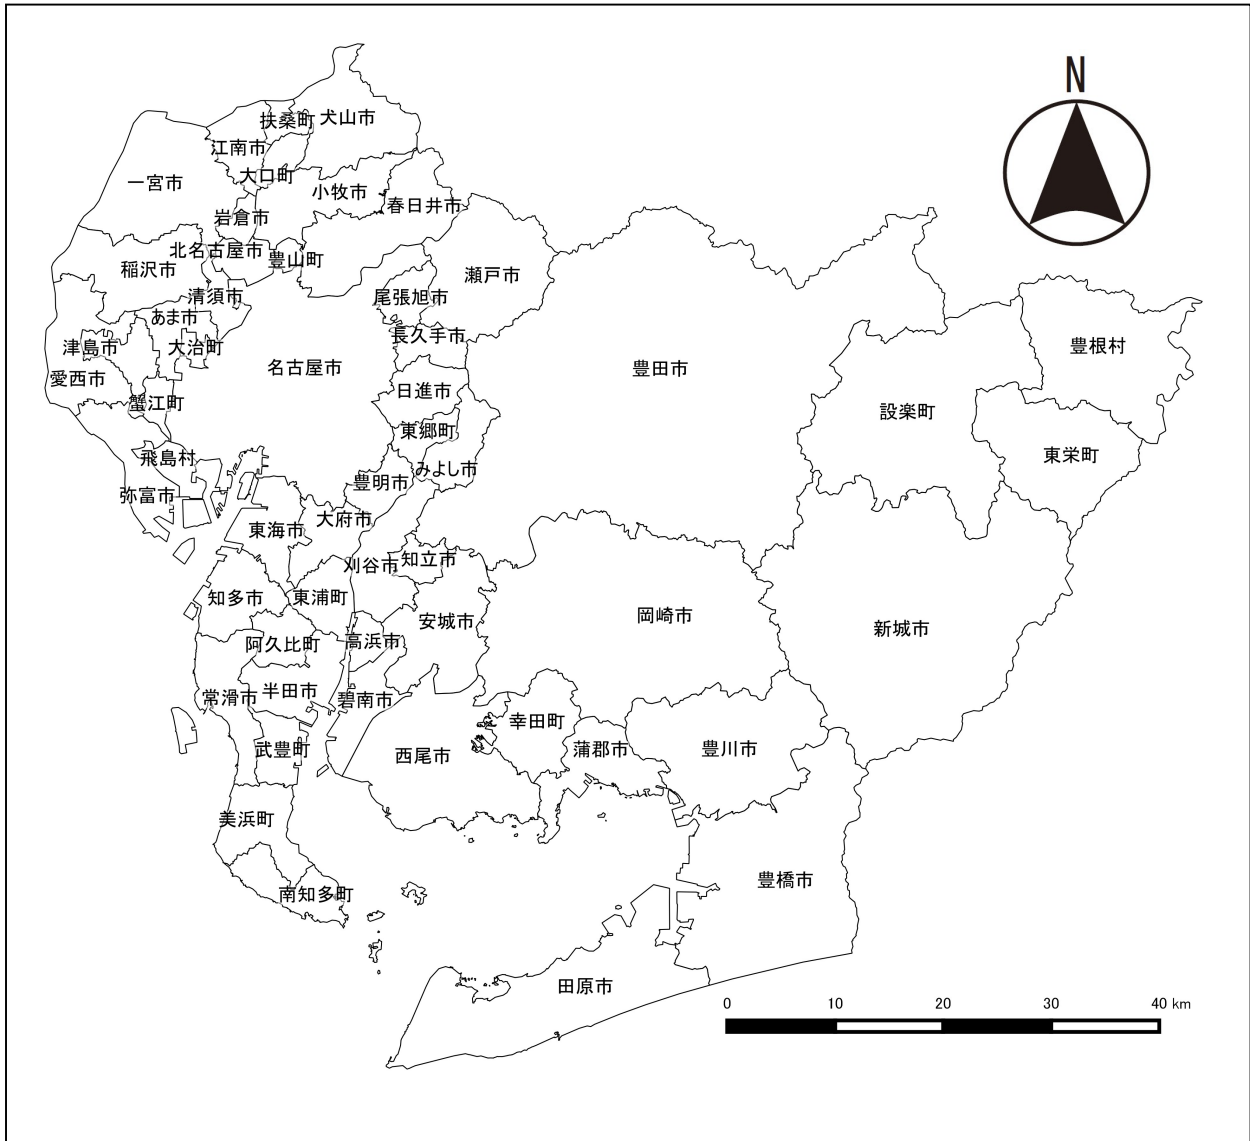 N
扶桑町
犬山市
江南市
大口町
一宮市
小牧市
春日井市
岩倉市
北名古屋市
豊山町
稲沢市
瀬戸市
清須市
尾張旭市
あま市
長久手市
津島市
大治町
名古屋市
豊田市
豊根村
愛西市
日進市
蟹江町
設楽町
東郷町
飛島村
みよし市
東栄町
豊明市
弥富市
大府市
東海市
刈谷市
知立市
知多市
東浦町
安城市
岡崎市
新城市
阿久比町
高浜市
半田市
常滑市
碧南市
幸田町
武豊町
西尾市
蒲郡市
豊川市
美浜町
南知多町
豊橋市
田原市
0 10 20 30 40 km